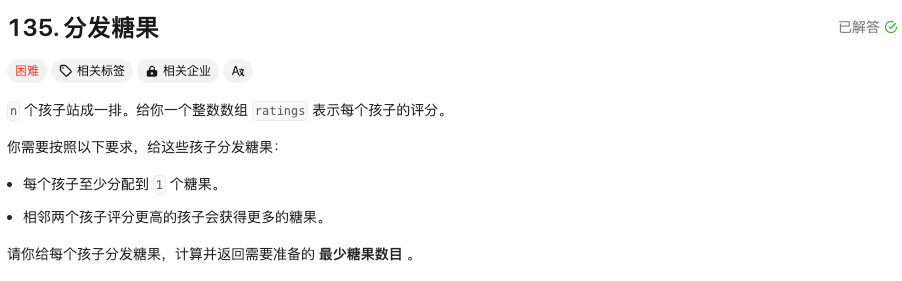 135. 分发糖果
已解答
困难
相关标签
相关企业
n 个孩子站成一排。给你一个整数数组 ratings 表示每个孩子的评分。
你需要按照以下要求，给这些孩子分发糖果：
每个孩子至少分配到 1 个糖果。
相邻两个孩子评分更高的孩子会获得更多的糖果。
请你给每个孩子分发糖果，计算并返回需要准备的 最少糖果数目 。